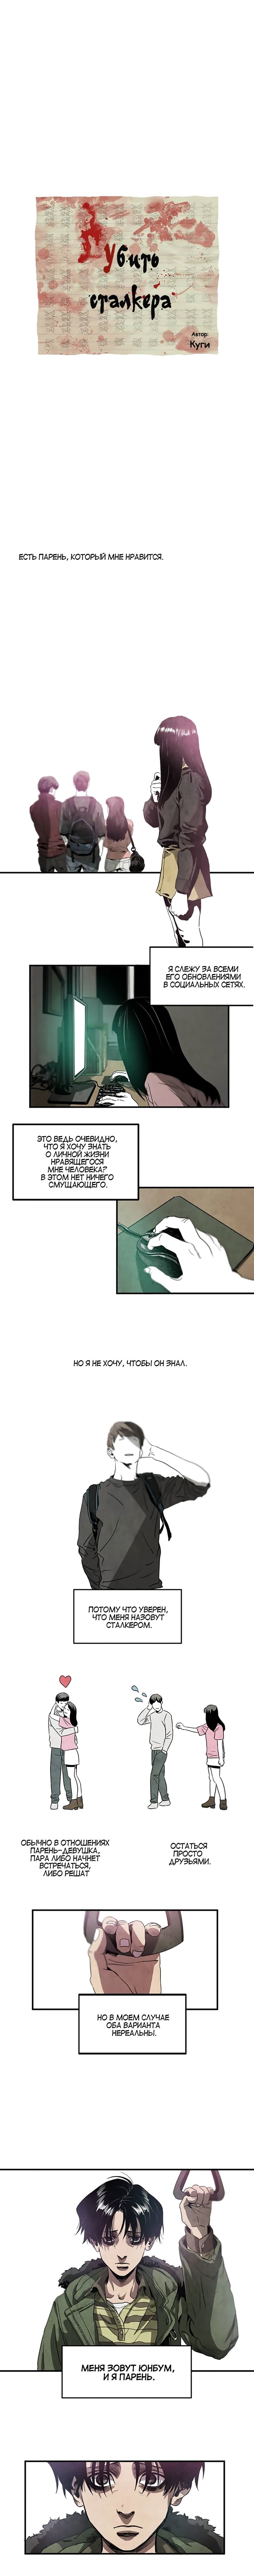 Убить
сталкера
Автор:
Куги
ЕСТЬ ПАРЕНЬ, КОТОРЫЙ МНЕ НРАВИТСЯ.
Я СЛЕЖУ ЗА ВСЕМИ
ЕГО ОБНОВЛЕНИЯМИ
В СОЦИАЛЬНЫХ СЕТЯХ.
ЭТО ВЕДЬ ОЧЕВИДНО,
ЧТО Я ХОЧУ ЗНАТЬ
О ЛИЧНОЙ ЖИЗНИ
НРАВЯЩЕГОСЯ
МНЕ ЧЕЛОВЕКА?
В ЭТОМ НЕТ НИЧЕГО
СМУЩАЮЩЕГО.
НО Я НЕ ХОЧУ, ЧТОБЫ ОН ЗНАЛ.
ПОТОМУ ЧТО УВЕРЕН,
ЧТО МЕНЯ НАЗОВУТ
СТАЛКЕРОМ.
ОБЫЧНО В ОТНОШЕНИЯХ
ПАРЕНЬ-ДЕВУШКА,
ПАРА ЛИБО НАЧНЕТ
ВСТРЕЧАТЬСЯ,
ЛИБО РЕШАТ
ОСТАТЬСЯ
ПРОСТО
ДРУЗЬЯМИ.
НО В МОЕМ СЛУЧАЕ
ОБА ВАРИАНТА
НЕРЕАЛЬНЫ.
МЕНЯ ЗОВУТ ЮНБУМ,
И Я ПАРЕНЬ.